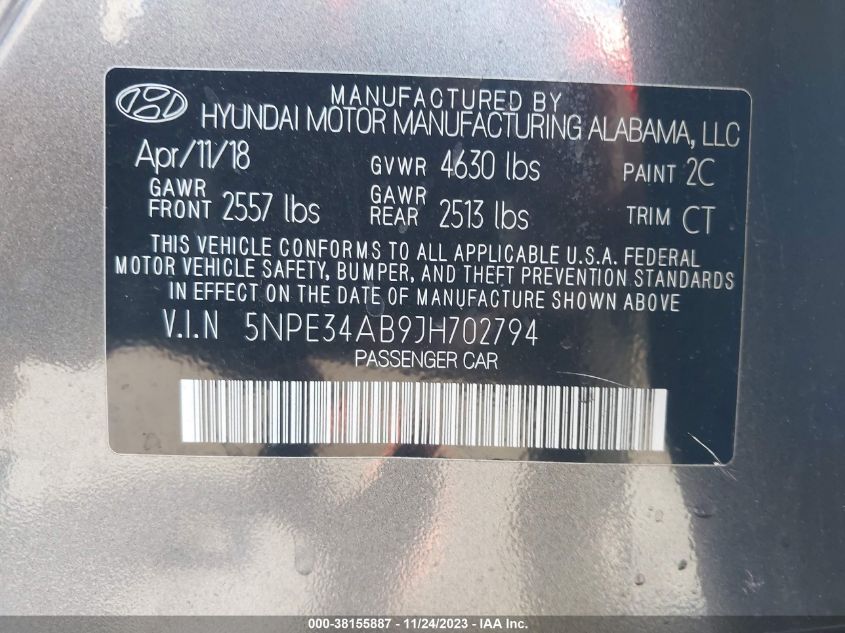 MANUFACTURED BY
HYUNDAI MOTOR MANUFACTURING ALABAMA, LLC
Apr/11/18 GVWR 4630 lbs PAINT 2C
GAWR FRONT 2557 lbs GAWR REAR 2513 lbs TRIM CT
THIS VEHICLE CONFORMS TO ALL APPLICABLE U.S.A. FEDERAL
MOTOR VEHICLE SAFETY, BUMPER, AND THEFT PREVENTION STANDARDS
IN EFFECT ON THE DATE OF MANUFACTURE SHOWN ABOVE
V.I.N 5NPE34AB9JH702794
PASSENGER CAR
000-38155887 - 11/24/2023 - IAA Inc.